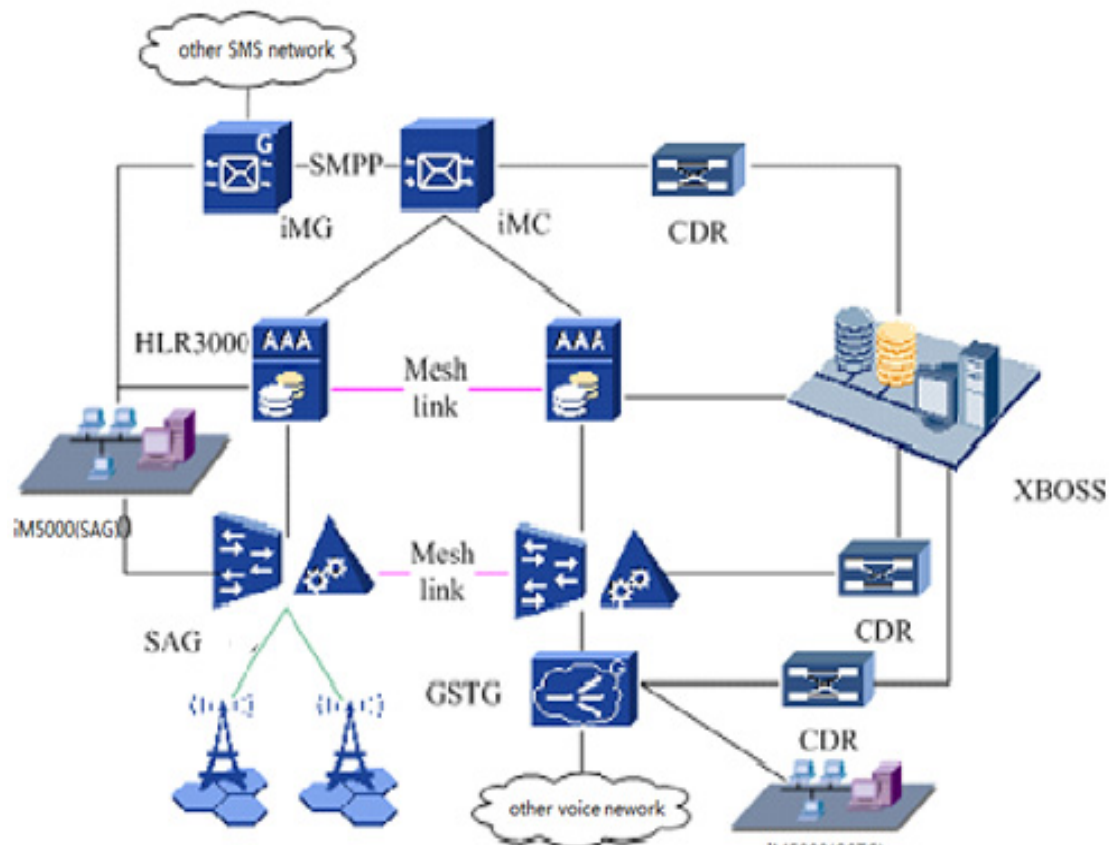 other SMS network
G
SMPP
iMG
iMC
CDR
HLR3000
AAA
AAA
Mesh
link
XBOSS
iM5000(SAG)
Mesh
link
SAG
CDR
GSTG
G
CDR
other voice nework